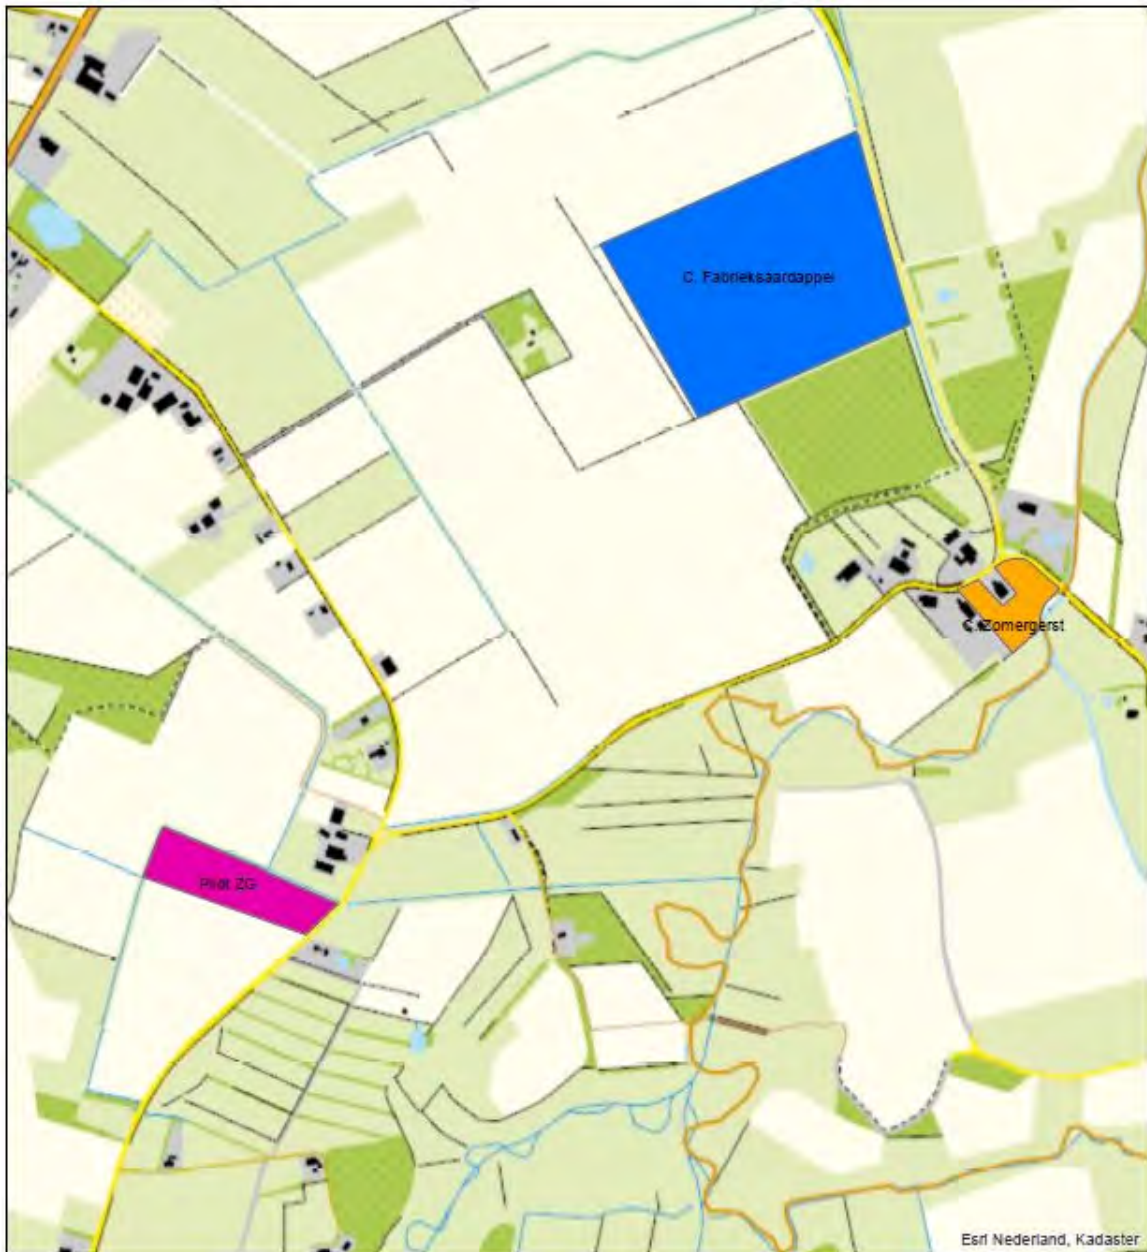 C. Fabrieksaardappel
C. Zomergerst
Pilot ZG
Esri Nederland, Kadaster